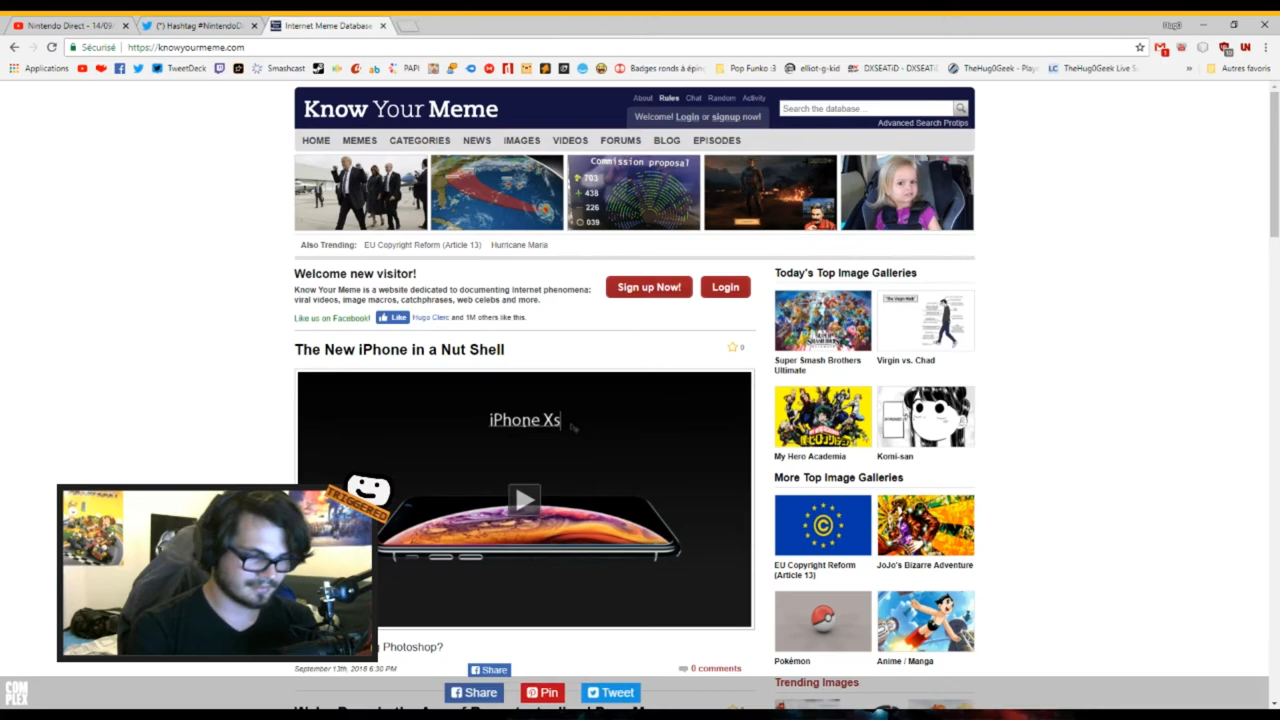 Nintendo Direct - 14/09/
(*) Hashtag #NintendoD
Internet Meme Database
Sécurisé
https://knowyourmeme.com
Applications
TweetDeck
Smashcast
PAPI
Badges ronds à éping
Pop Funko :3
elliot-g-kid
DXSEATiD - DXSEATi
TheHug0Geek - Play
TheHug0Geek Live S
»
Autres favoris
Know Your Meme
About Rules Chat Random Activity
Welcome! Login or signup now!
Search the database...
Advanced Search Protips
HOME MEMES CATEGORIES NEWS IMAGES VIDEOS FORUMS BLOG EPISODES
Commission proposal
703
438
226
039
Also Trending: EU Copyright Reform (Article 13) Hurricane Maria
Welcome new visitor!
Know Your Meme is a website dedicated to documenting Internet phenomena:
viral videos, image macros, catchphrases, web celebs and more.
Sign up Now!
Login
Like us on Facebook!
Like
Hugo Clerc and 1M others like this.
The New iPhone in a Nut Shell
0
iPhone Xs
TRIGGERED
Photoshop?
September 13th, 2018 6:30 PM
Share
0 comments
Today's Top Image Galleries
The Virgin Walk
Super Smash Brothers
Ultimate
Virgin vs. Chad
My Hero Academia
Komi-san
More Top Image Galleries
EU Copyright Reform
(Article 13)
JoJo's Bizarre Adventure
Pokémon
Anime / Manga
Trending Images
Share
Pin
Tweet
COM
PLEX